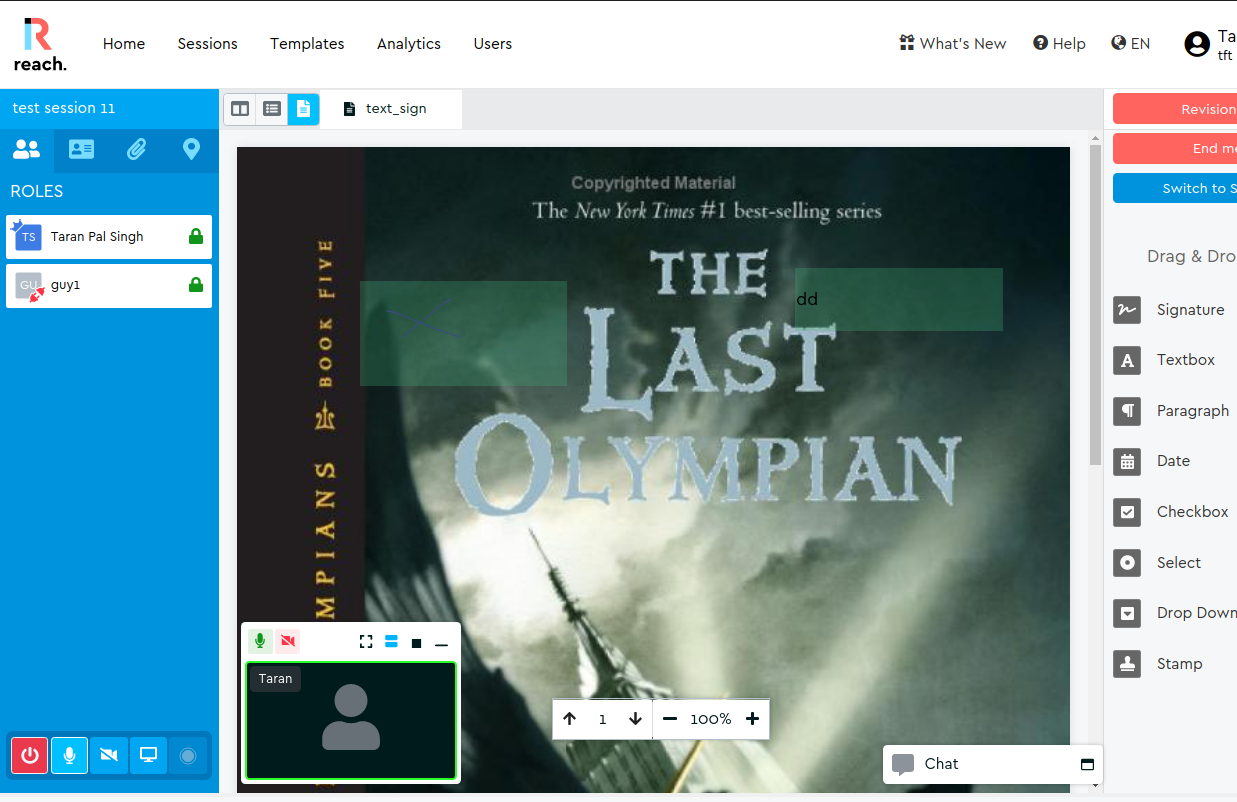 reach.
Home
Sessions
Templates
Analytics
Users
What's New
Help
EN
Ta
tft
test session 11
text_sign
ROLES
TS
Taran Pal Singh
GU
guy1
Revision
End me
Switch to S
Drag & Dro
Signature
Textbox
Paragraph
Date
Checkbox
Select
Drop Down
Stamp
Copyrighted Material
The New York Times #1 best-selling series
THE
LAST
OLYMPIAN
dd
MPIANS BOOK FIVE
Taran
1
100%
Chat